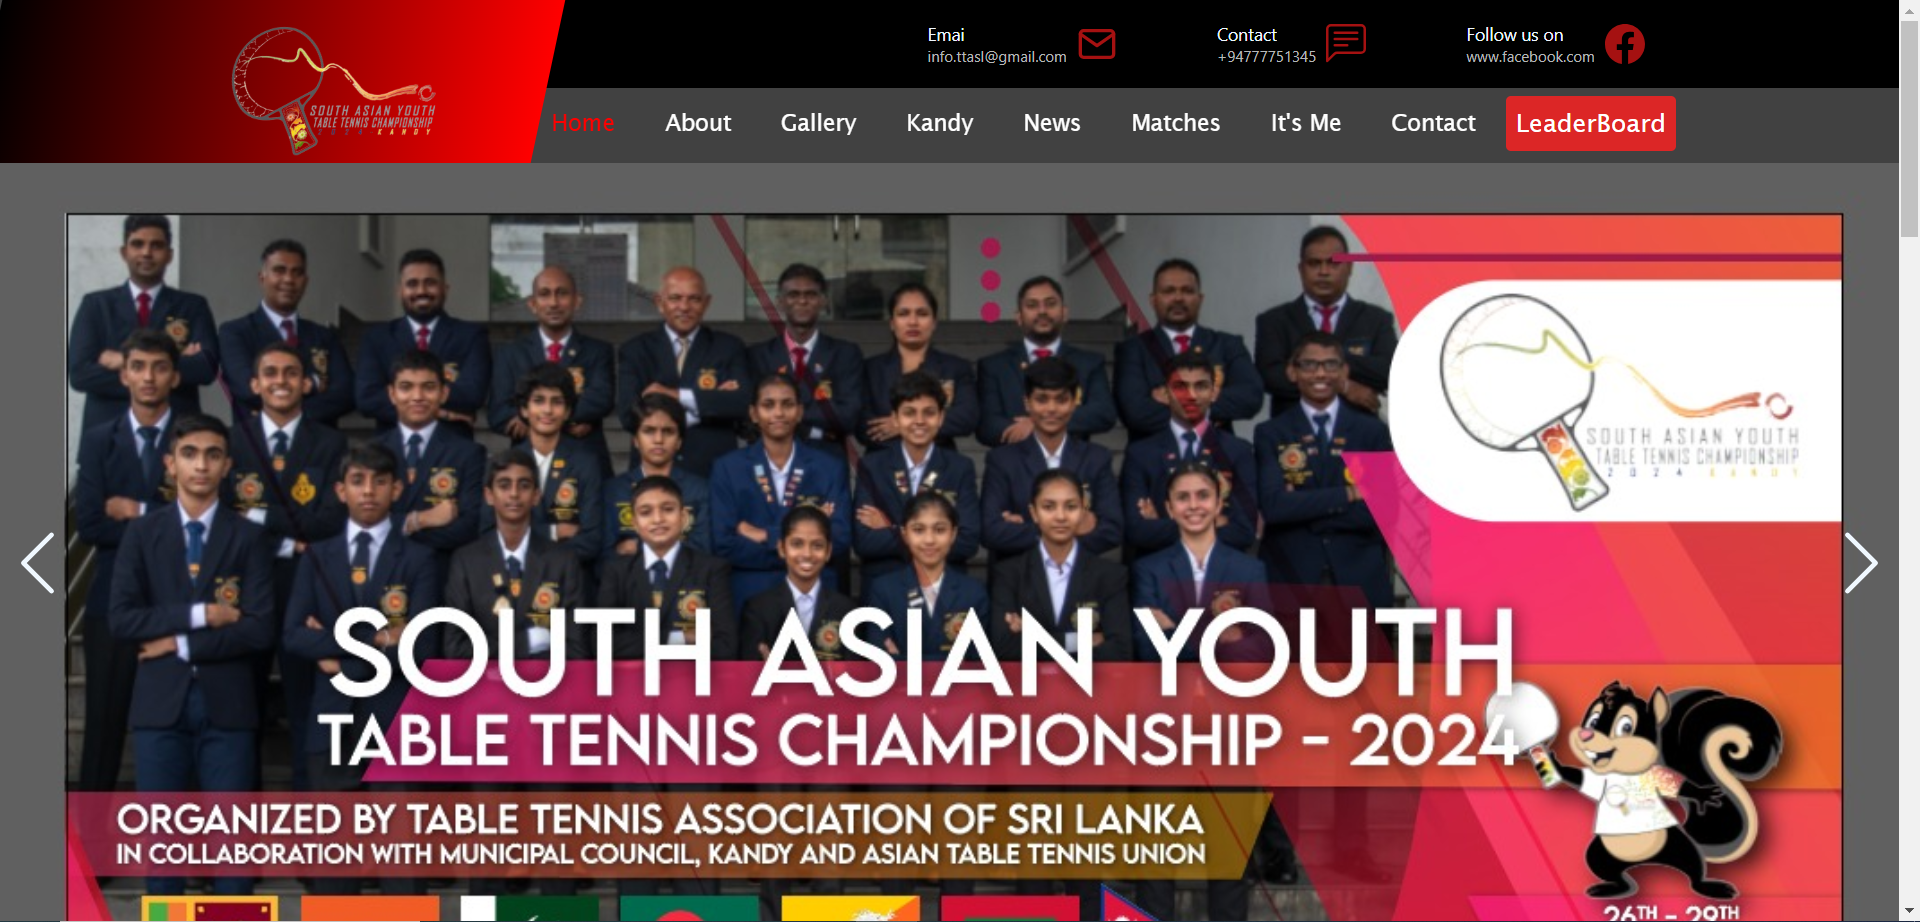 SOUTH ASIAN YOUTH
TABLE TENNIS CHAMPIONSHIP
2024 KANDY
Emai
info.ttasl@gmail.com
Contact
+94777751345
Follow us on
www.facebook.com
Home
About
Gallery
Kandy
News
Matches
It's Me
Contact
LeaderBoard
SOUTH ASIAN YOUTH
TABLE TENNIS CHAMPIONSHIP
2024 KANDY
SOUTH ASIAN YOUTH
TABLE TENNIS CHAMPIONSHIP - 2024
ORGANIZED BY TABLE TENNIS ASSOCIATION OF SRI LANKA
IN COLLABORATION WITH MUNICIPAL COUNCIL, KANDY AND ASIAN TABLE TENNIS UNION
26TH - 29TH